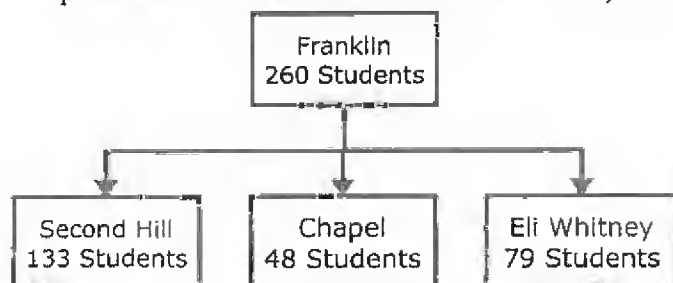 Franklin
260 Students
Second Hill
133 Students
Chapel
48 Students
Eli Whitney
79 Students